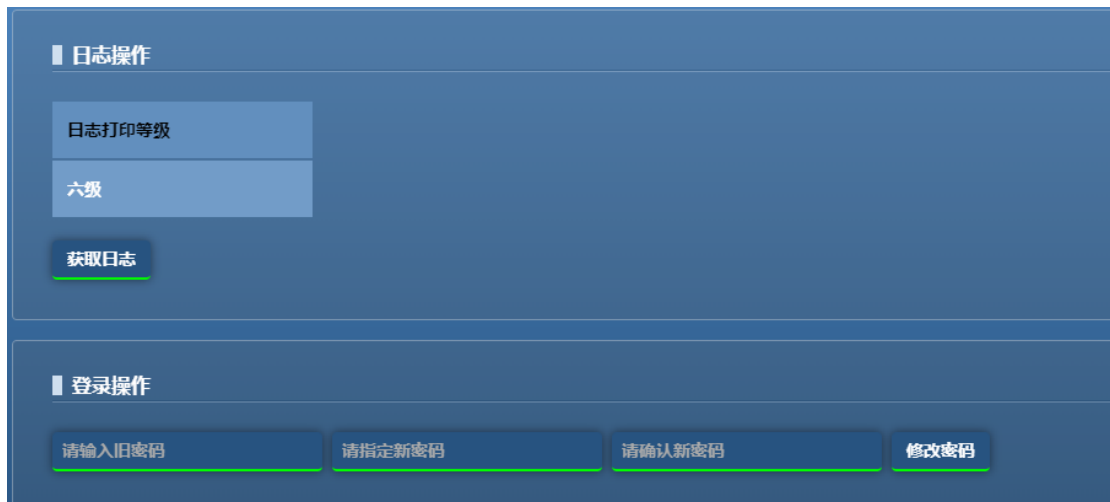 日志操作
日志打印等级
六级
获取日志
登录操作
请输入旧密码 请指定新密码 请确认新密码 修改密码